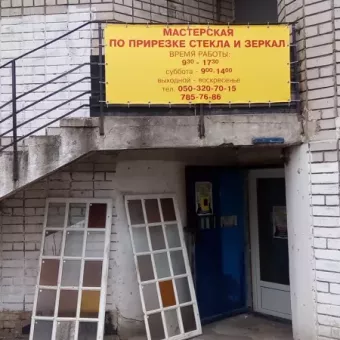 МАСТЕРСКАЯ
ПО ПРИРЕЗКЕ СТЕКЛА И ЗЕРКАЛ
ВРЕМЯ РАБОТЫ:
9³⁰ - 17³⁰
суббота - 9⁰⁰-14⁰⁰
выходной - воскресенье
тел. 050-320-70-15
785-76-86